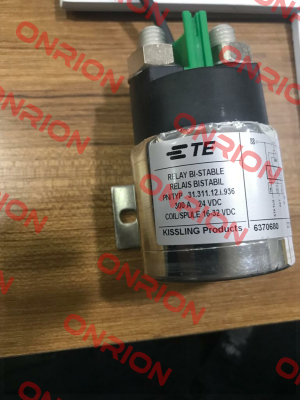 TE
RELAY BI-STABLE
RELAIS BISTABIL
PN/TYP .31.311.12.i.936
300 A 24 VDC
COIL/SPULE 16-32 VDC
KISSLING Products 6370680
ONRION
ONRION
ONRION
ONRION
ONRION
ONRION
ONRION
ONRION